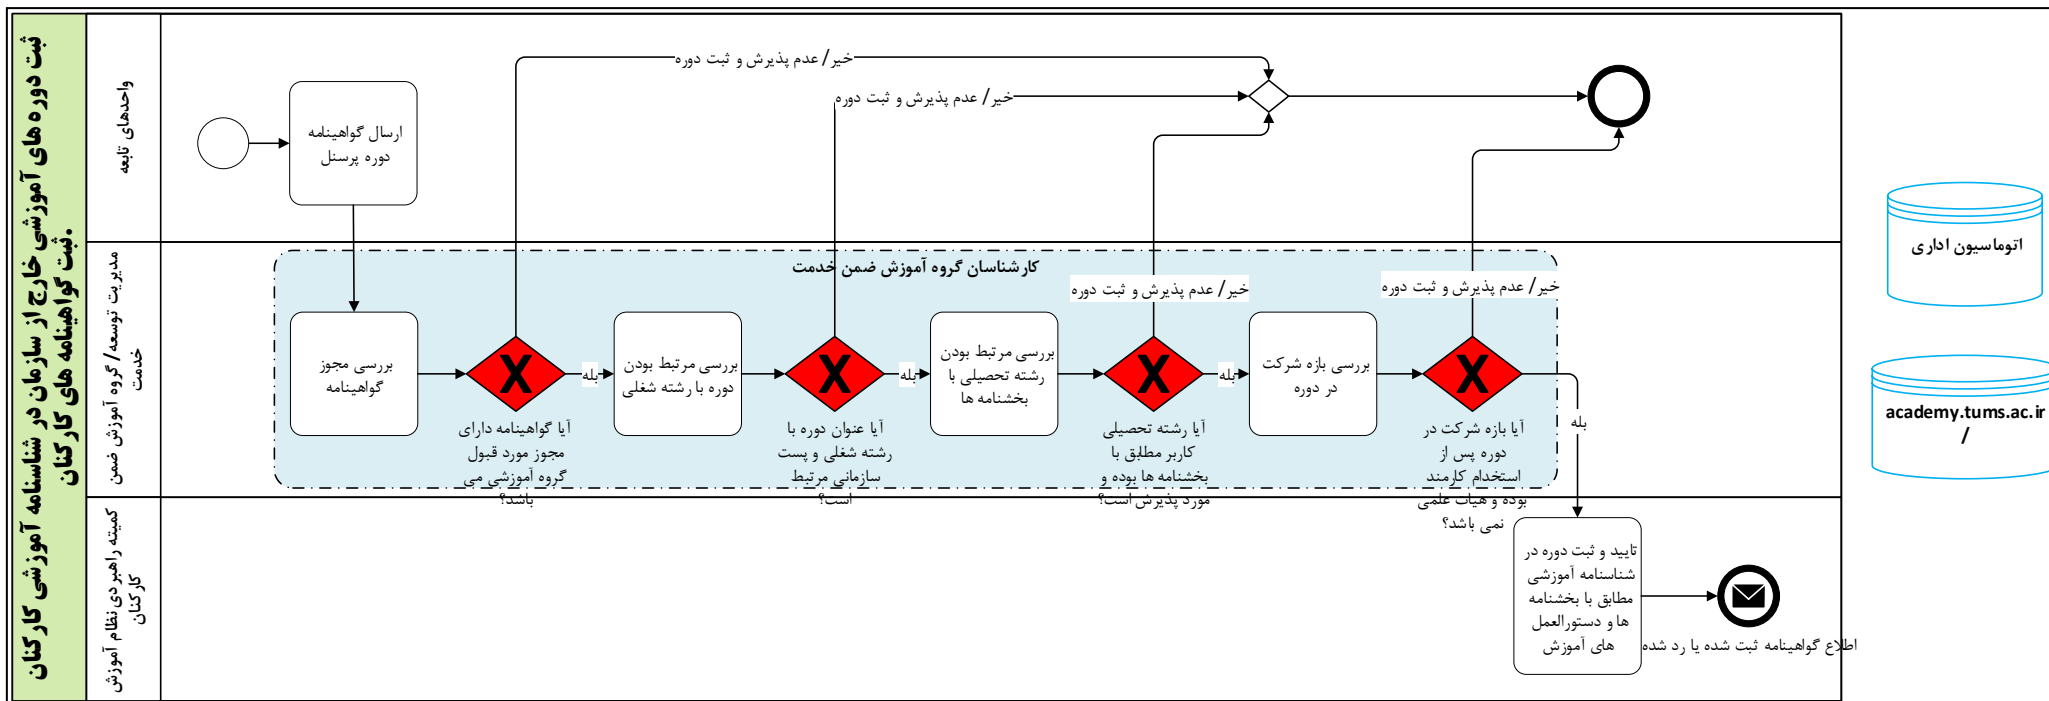 ثبت دوره های آموزشی خارج از سازمان در شناسنامه آموزشی کارکنان
.ثبت گواهینامه های کارکنان
واحدهای تابعه
ارسال گواهینامه
دوره پرسنل
خیر/ عدم پذیرش و ثبت دوره
خیر/ عدم پذیرش و ثبت دوره
مدیریت توسعه/ گروه آموزش ضمن
خدمت
کارشناسان گروه آموزش ضمن خدمت
خیر/ عدم پذیرش و ثبت دوره
خیر/ عدم پذیرش و ثبت دوره
بررسی مجوز
گواهینامه
X
بله
آیا گواهینامه دارای
مجوز مورد قبول
گروه آموزشی می
باشد؟
بررسی مرتبط بودن
دوره با رشته شغلی
X
بله
آیا عنوان دوره با
رشته شغلی و پست
سازمانی مرتبط
است؟
بررسی مرتبط بودن
رشته تحصیلی با
بخشنامه ها
X
بله
آیا رشته تحصیلی
کاربر مطابق با
بخشنامه ها بوده و
مورد پذیرش است؟
بررسی بازه شرکت
در دوره
X
بله
آیا بازه شرکت در
دوره پس از
استخدام کارمند
بوده و هیات علمی
نمی باشد؟
کمیته راهبردی نظام آموزش
کارکنان
تایید و ثبت دوره در
شناسنامه آموزشی
مطابق با بخشنامه
ها و دستورالعمل
های آموزش
اطلاع گواهینامه ثبت شده یا رد شده
اتوماسیون اداری
academy.tums.ac.ir
/